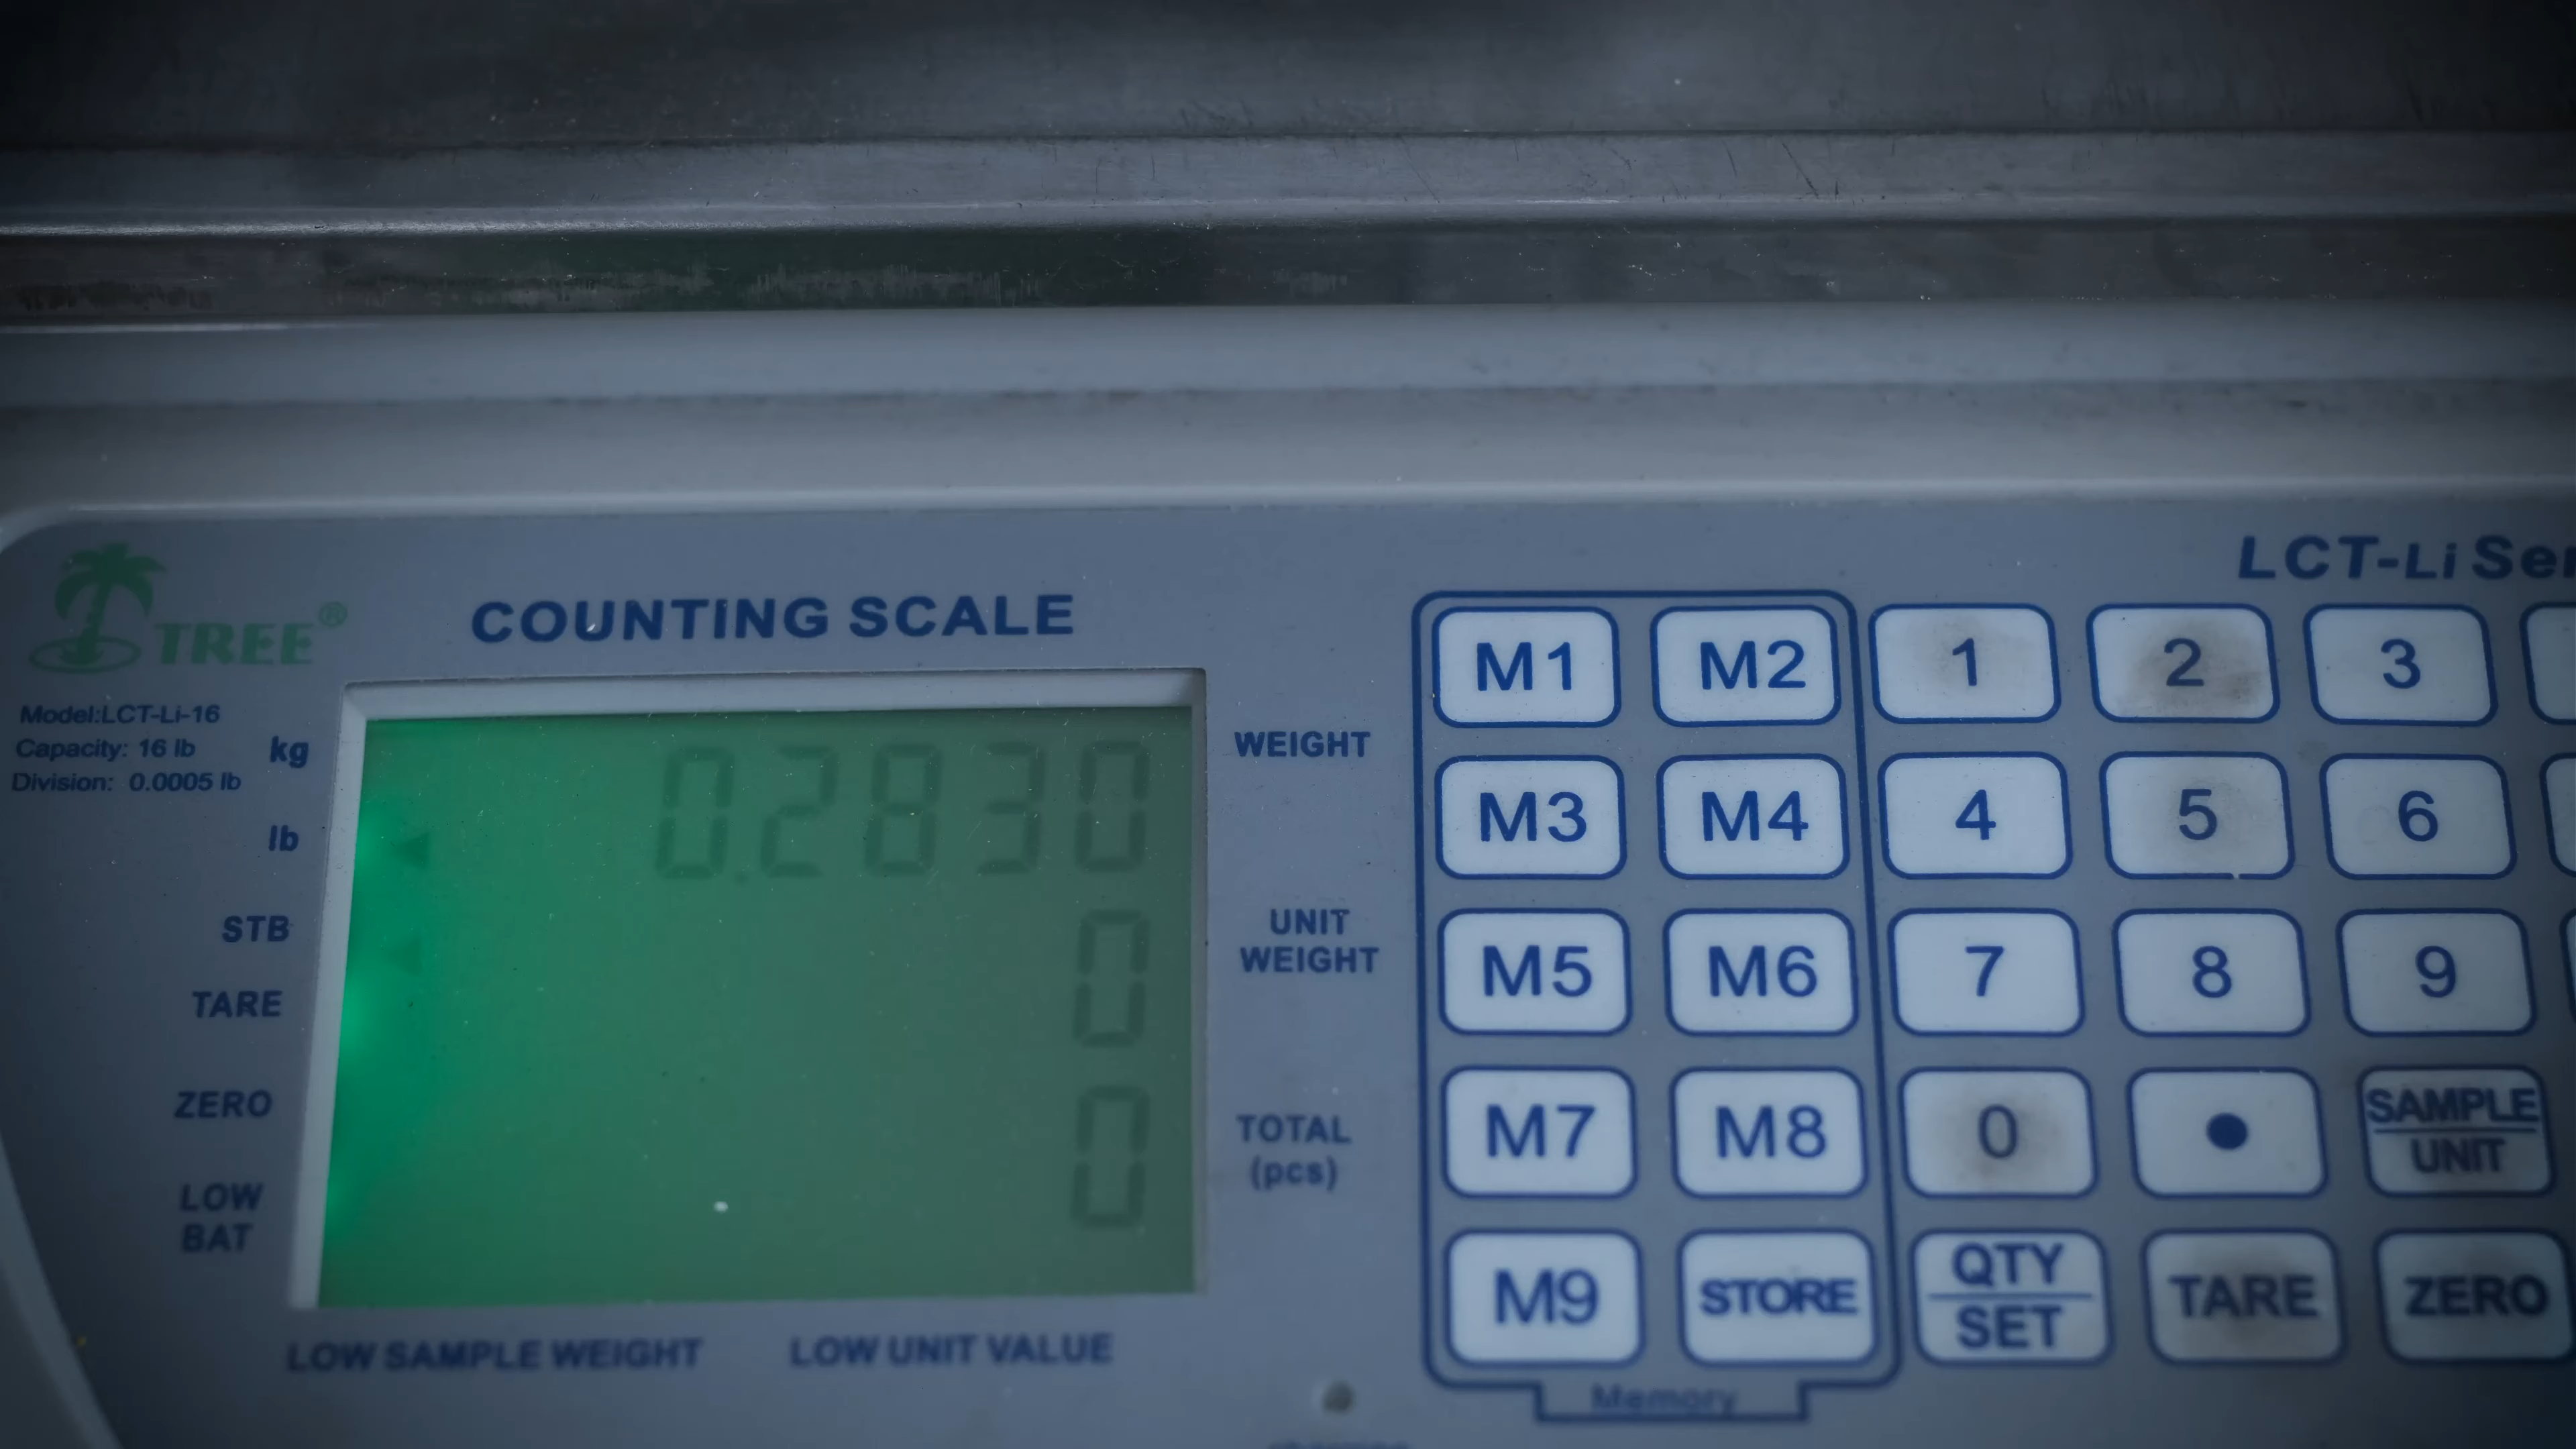 LCT-Li Ser
TREE®
COUNTING SCALE
Model:LCT-Li-16
Capacity: 16 lb
Division: 0.0005 lb
kg
lb
STB
TARE
ZERO
LOW
BAT
0.2830
0
0
WEIGHT
UNIT
WEIGHT
TOTAL
(pcs)
LOW SAMPLE WEIGHT LOW UNIT VALUE
M1 M2 1 2 3
M3 M4 4 5 6
M5 M6 7 8 9
M7 M8 0 • SAMPLE
UNIT
M9 STORE QTY
SET TARE ZERO
Memory